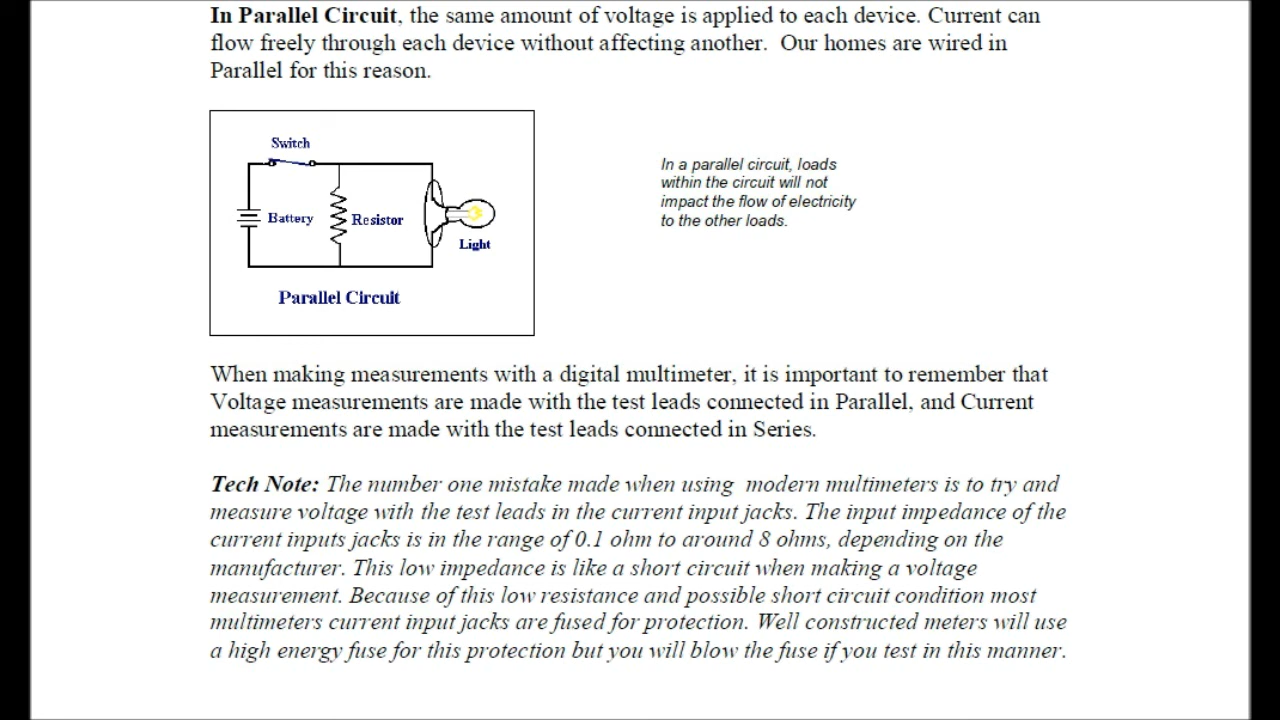 In Parallel Circuit, the same amount of voltage is applied to each device. Current can
flow freely through each device without affecting another.  Our homes are wired in
Parallel for this reason.
Switch
Battery
Resistor
Light
Parallel Circuit
In a parallel circuit, loads
within the circuit will not
impact the flow of electricity
to the other loads.
When making measurements with a digital multimeter, it is important to remember that
Voltage measurements are made with the test leads connected in Parallel, and Current
measurements are made with the test leads connected in Series.
Tech Note: The number one mistake made when using  modern multimeters is to try and
measure voltage with the test leads in the current input jacks. The input impedance of the
current inputs jacks is in the range of 0.1 ohm to around 8 ohms, depending on the
manufacturer. This low impedance is like a short circuit when making a voltage
measurement. Because of this low resistance and possible short circuit condition most
multimeters current input jacks are fused for protection. Well constructed meters will use
a high energy fuse for this protection but you will blow the fuse if you test in this manner.